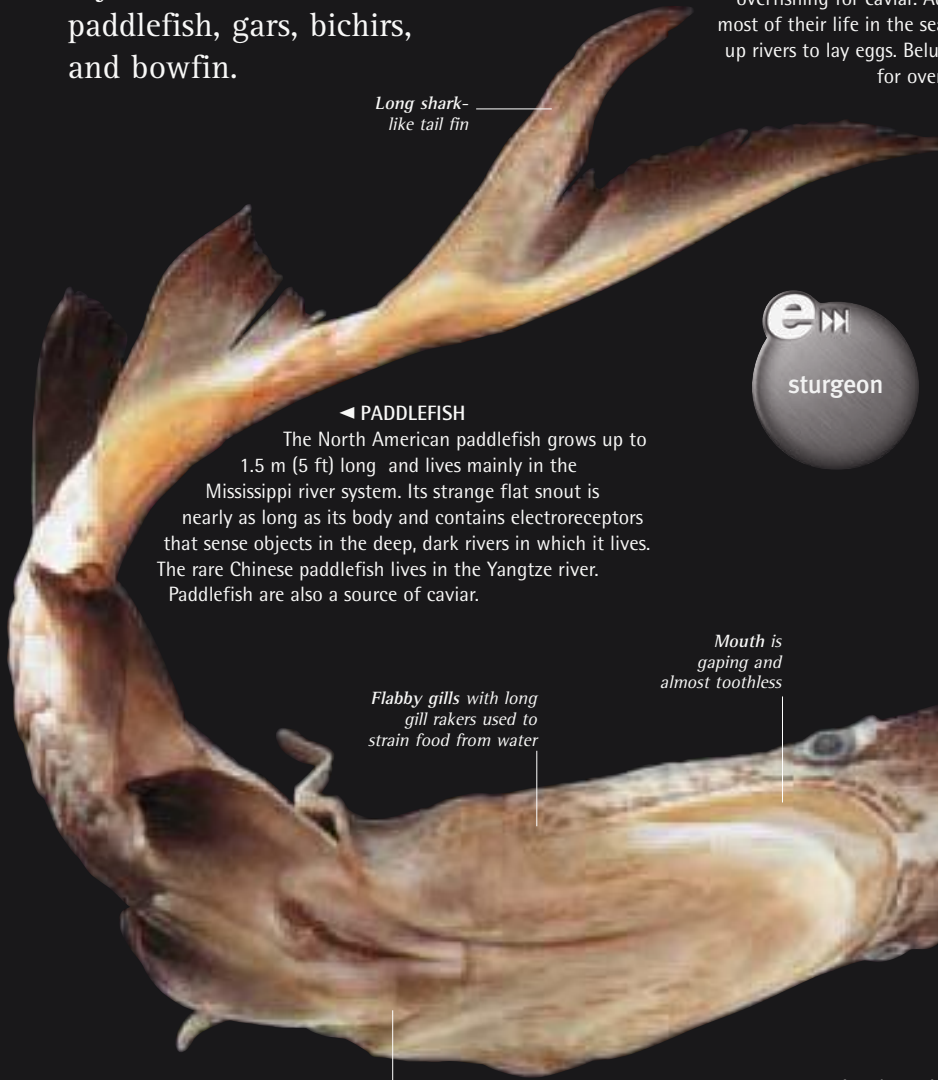 paddlefish, gars, bichirs,
and bowfin.
overfishing for caviar.
most of their life in the
up rivers to lay eggs.
for
Long shark-
like tail fin
e
sturgeon
◄ PADDLEFISH
The North American paddlefish grows up to
1.5 m (5 ft) long and lives mainly in the
Mississippi river system. Its strange flat snout is
nearly as long as its body and contains electroreceptors
that sense objects in the deep, dark rivers in which it lives.
The rare Chinese paddlefish lives in the Yangtze river.
Paddlefish are also a source of caviar.
Mouth is
gaping and
almost toothless
Flabby gills with long
gill rakers used to
strain food from water